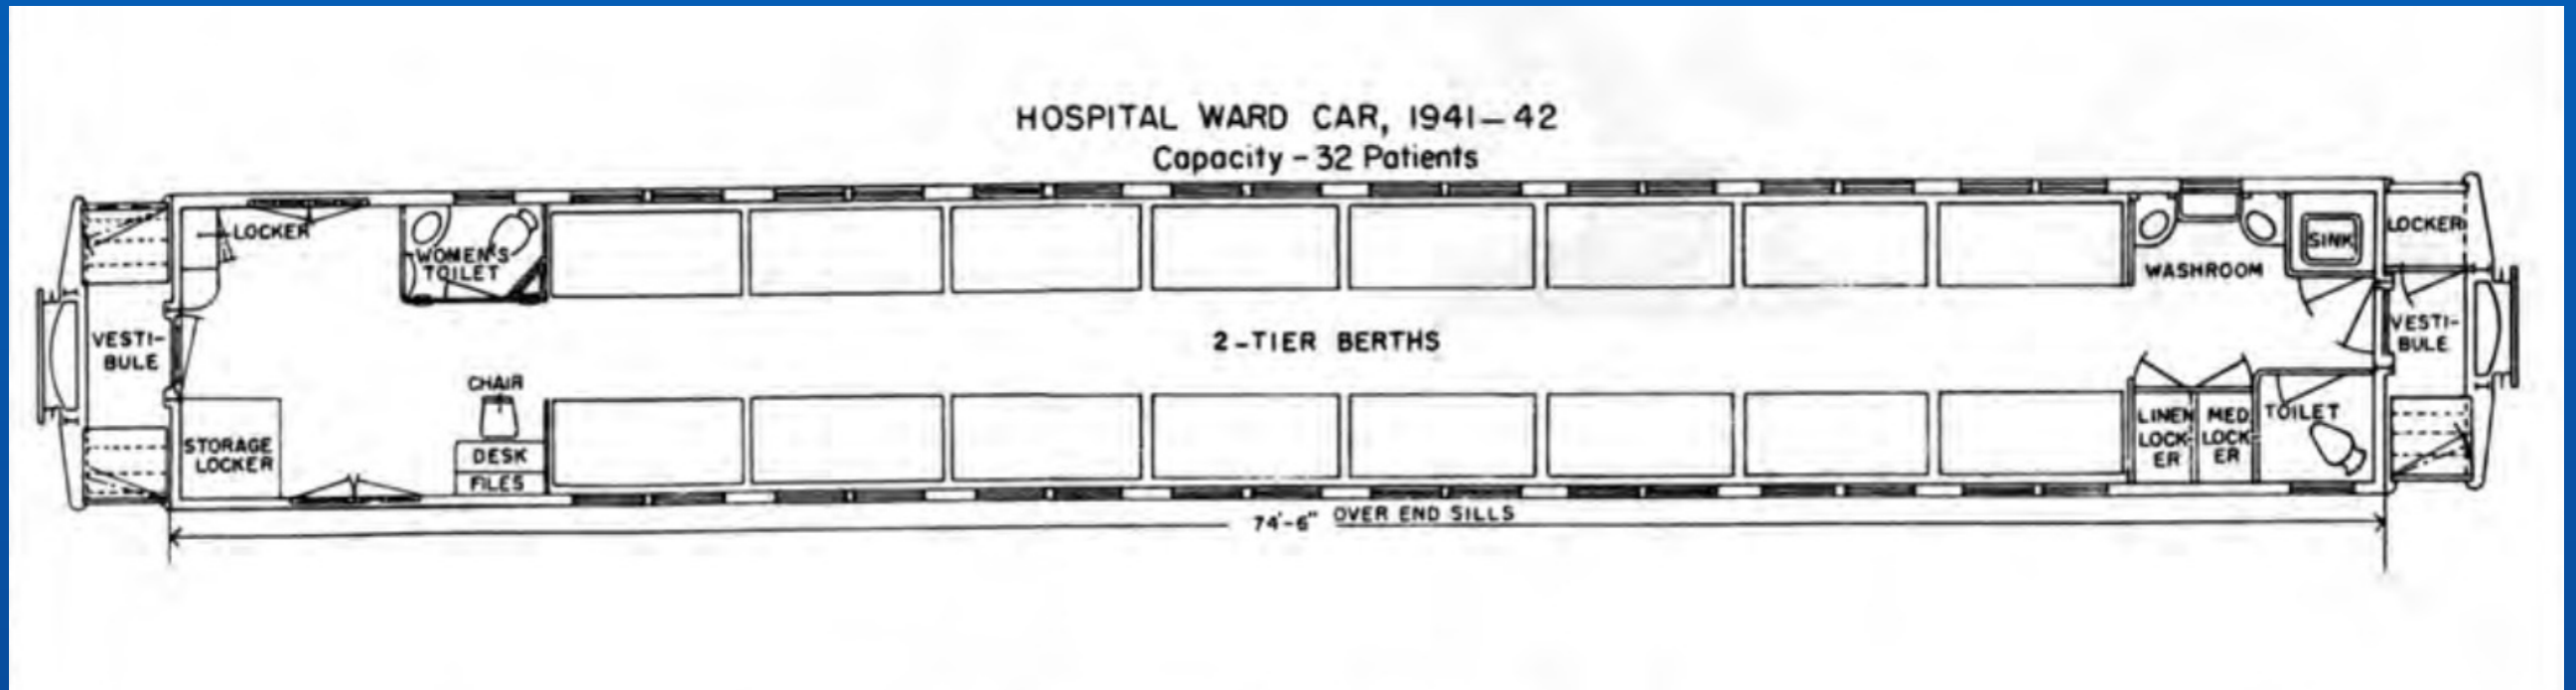 HOSPITAL WARD CAR, 1941-42
Capacity - 32 Patients
LOCKER
WOMEN'S
TOILET
VESTI-
BULE
STORAGE
LOCKER
CHAIR
DESK
FILES
2-TIER BERTHS
WASHROOM
SINK
LOCKER
VESTI-
BULE
LINEN
LOCK-
ER
MED.
LOCK-
ER
TOILET
74'-6" OVER END SILLS